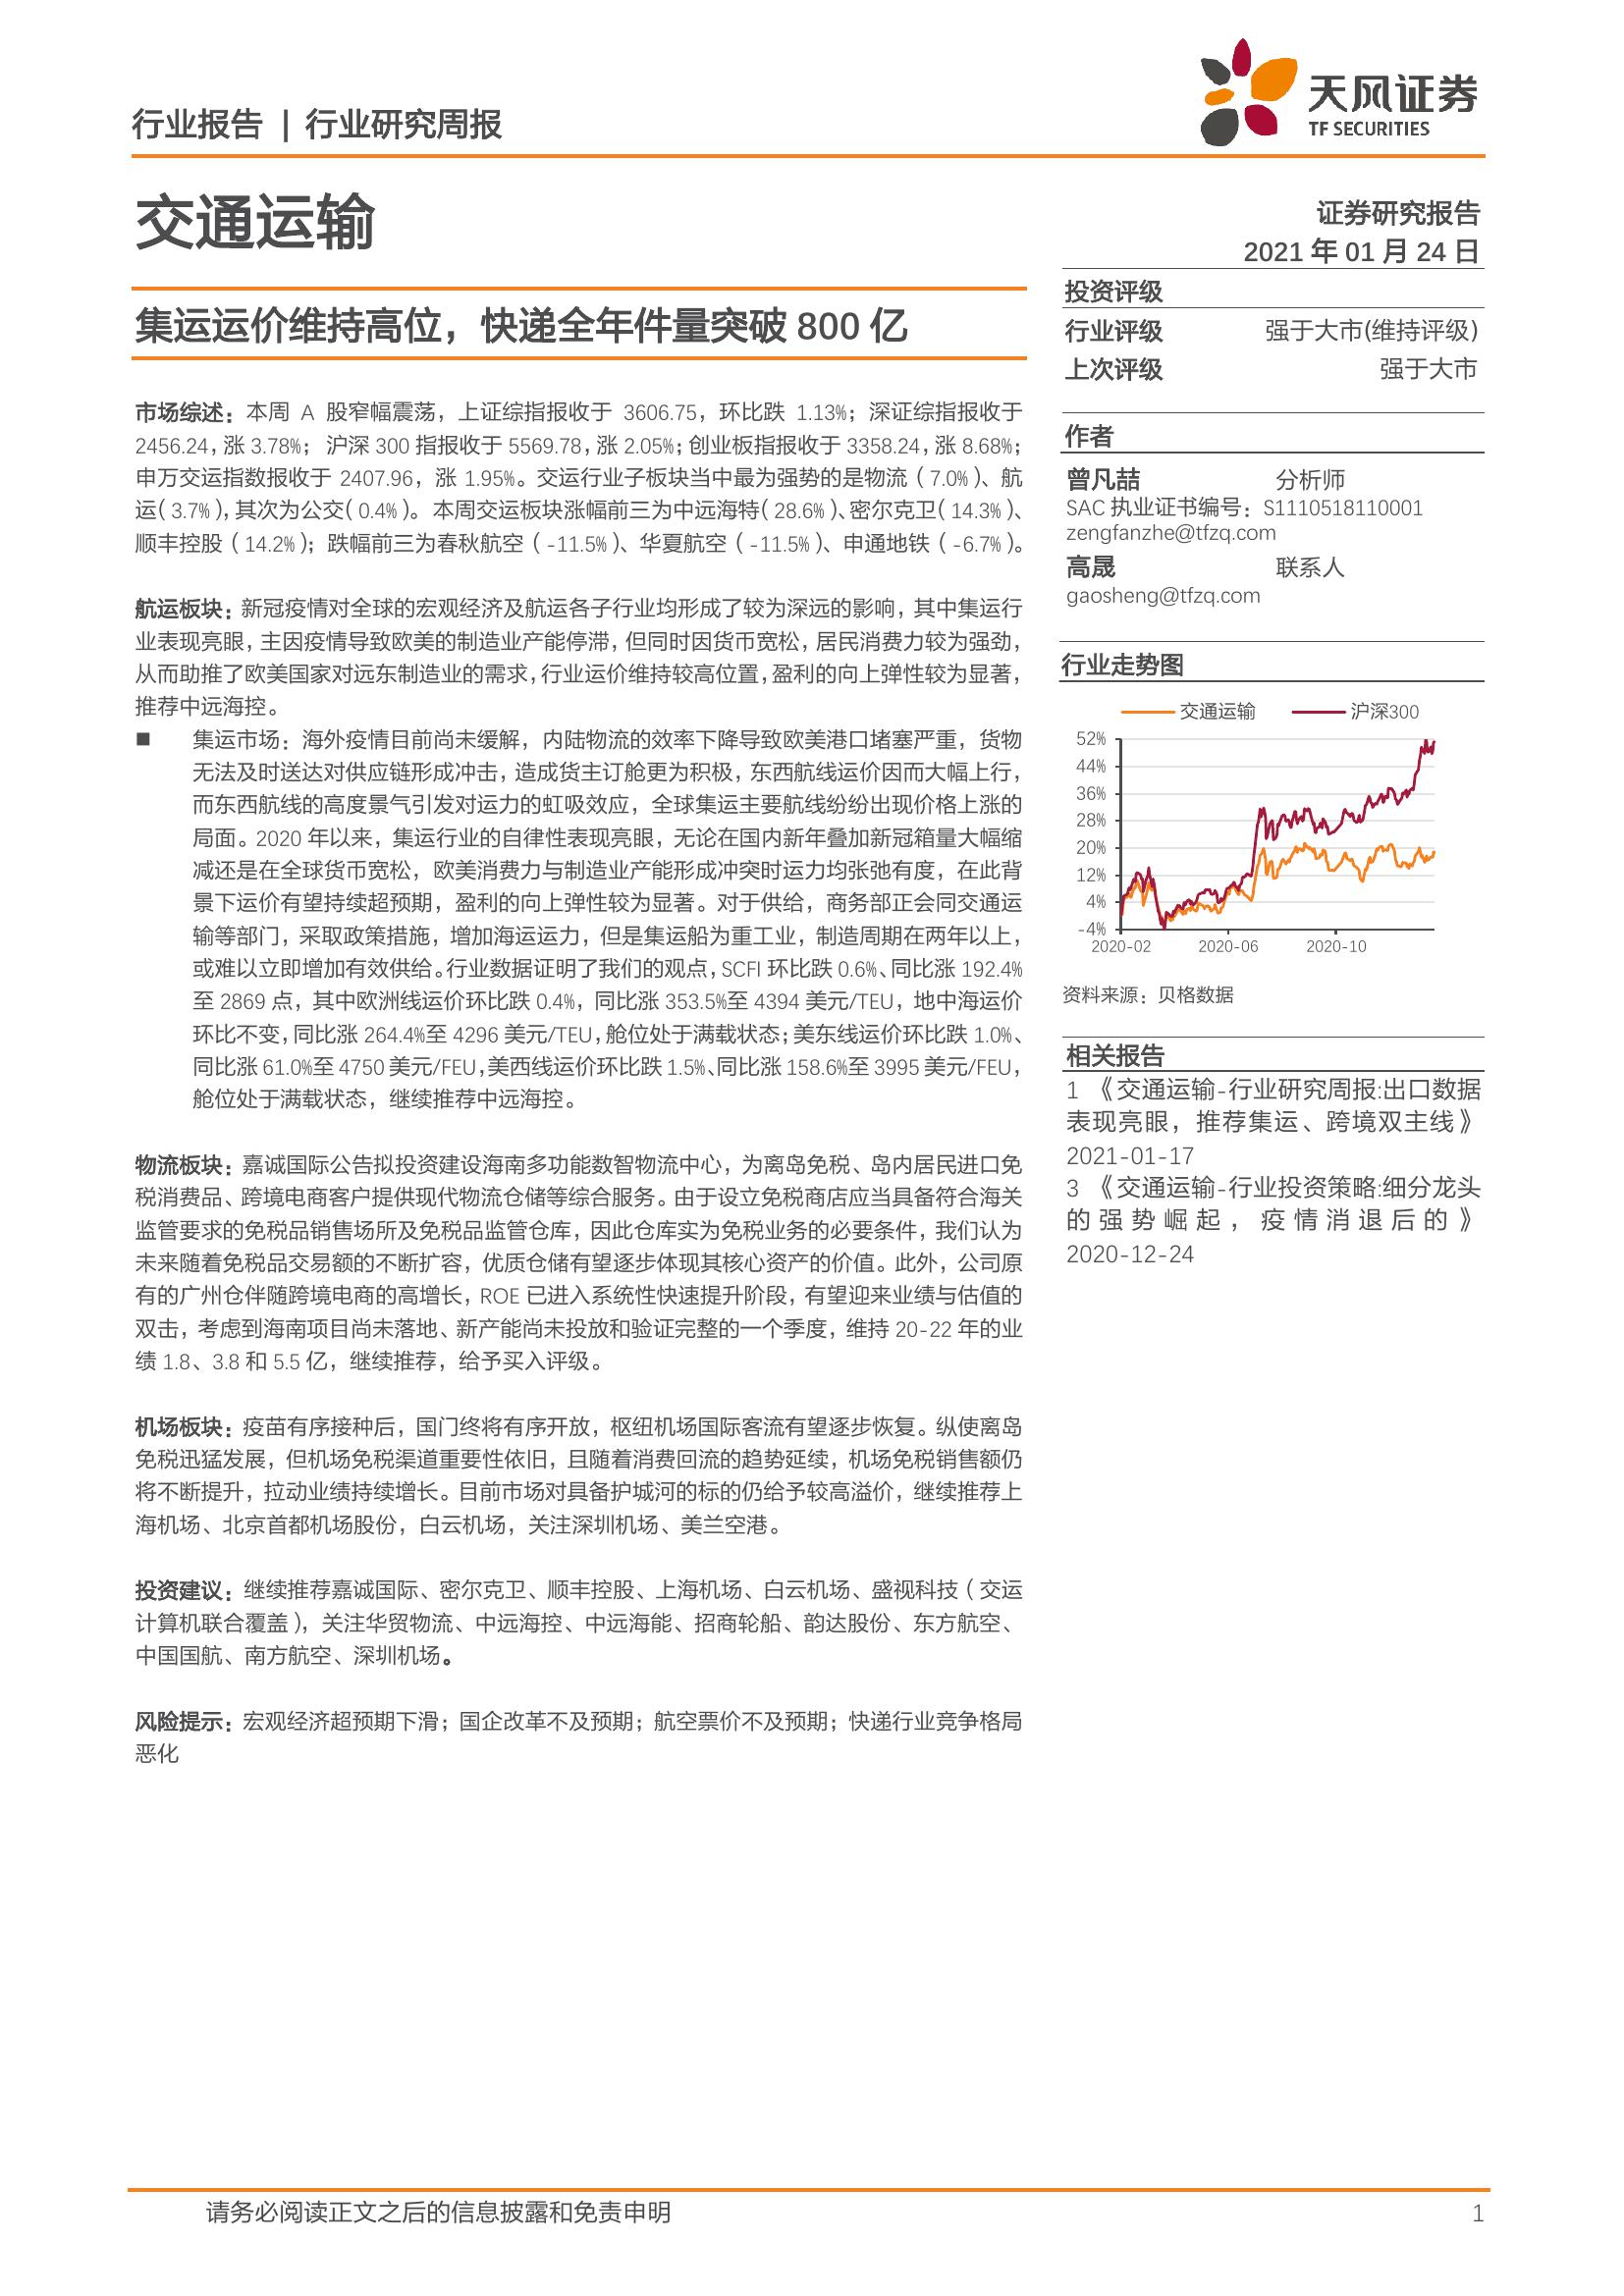 行业报告 | 行业研究周报
天风证券
TF SECURITIES
交通运输
证券研究报告
2021 年 01 月 24 日
集运运价维持高位，快递全年件量突破 800 亿
市场综述：本周 A 股窄幅震荡，上证综指报收于 3606.75，环比跌 1.13%；深证综指报收于
2456.24，涨 3.78%； 沪深 300 指报收于 5569.78，涨 2.05%；创业板指报收于 3358.24，涨 8.68%；
申万交运指数报收于 2407.96，涨 1.95%。交运行业子板块当中最为强势的是物流（7.0%）、航
运（3.7%），其次为公交（0.4%）。本周交运板块涨幅前三为中远海特（28.6%）、密尔克卫（14.3%）、
顺丰控股（14.2%）；跌幅前三为春秋航空（-11.5%）、华夏航空（-11.5%）、申通地铁（-6.7%）。
航运板块：新冠疫情对全球的宏观经济及航运各子行业均形成了较为深远的影响，其中集运行
业表现亮眼，主因疫情导致欧美的制造业产能停滞，但同时因货币宽松，居民消费力较为强劲，
从而助推了欧美国家对远东制造业的需求，行业运价维持较高位置，盈利的向上弹性较为显著，
推荐中远海控。
■ 集运市场：海外疫情目前尚未缓解，内陆物流的效率下降导致欧美港口堵塞严重，货物
无法及时送达对供应链形成冲击，造成货主订舱更为积极，东西航线运价因而大幅上行，
而东西航线的高度景气引发对运力的虹吸效应，全球集运主要航线纷纷出现价格上涨的
局面。2020 年以来，集运行业的自律性表现亮眼，无论在国内新年叠加新冠箱量大幅缩
减还是在全球货币宽松，欧美消费力与制造业产能形成冲突时运力均张弛有度，在此背
景下运价有望持续超预期，盈利的向上弹性较为显著。对于供给，商务部正会同交通运
输等部门，采取政策措施，增加海运运力，但是集运船为重工业，制造周期在两年以上，
或难以立即增加有效供给。行业数据证明了我们的观点，SCFI 环比跌 0.6%、同比涨 192.4%
至 2869 点，其中欧洲线运价环比跌 0.4%，同比涨 353.5%至 4394 美元/TEU，地中海运价
环比不变，同比涨 264.4%至 4296 美元/TEU，舱位处于满载状态；美东线运价环比跌 1.0%、
同比涨 61.0%至 4750 美元/FEU，美西线运价环比跌 1.5%、同比涨 158.6%至 3995 美元/FEU，
舱位处于满载状态，继续推荐中远海控。
物流板块：嘉诚国际公告拟投资建设海南多功能数智物流中心，为离岛免税、岛内居民进口免
税消费品、跨境电商客户提供现代物流仓储等综合服务。由于设立免税商店应当具备符合海关
监管要求的免税品销售场所及免税品监管仓库，因此仓库实为免税业务的必要条件，我们认为
未来随着免税品交易额的不断扩容，优质仓储有望逐步体现其核心资产的价值。此外，公司原
有的广州仓伴随跨境电商的高增长，ROE 已进入系统性快速提升阶段，有望迎来业绩与估值的
双击，考虑到海南项目尚未落地、新产能尚未投放和验证完整的一个季度，维持 20-22 年的业
绩 1.8、3.8 和 5.5 亿，继续推荐，给予买入评级。
机场板块：疫苗有序接种后，国门终将有序开放，枢纽机场国际客流有望逐步恢复。纵使离岛
免税迅猛发展，但机场免税渠道重要性依旧，且随着消费回流的趋势延续，机场免税销售额仍
将不断提升，拉动业绩持续增长。目前市场对具备护城河的标的仍给予较高溢价，继续推荐上
海机场、北京首都机场股份，白云机场，关注深圳机场、美兰空港。
投资建议：继续推荐嘉诚国际、密尔克卫、顺丰控股、上海机场、白云机场、盛视科技（交运
计算机联合覆盖），关注华贸物流、中远海控、中远海能、招商轮船、韵达股份、东方航空、
中国国航、南方航空、深圳机场。
风险提示：宏观经济超预期下滑；国企改革不及预期；航空票价不及预期；快递行业竞争格局
恶化
投资评级
行业评级 强于大市(维持评级)
上次评级 强于大市
作者
曾凡喆 分析师
SAC 执业证书编号：S1110518110001
zengfanzhe@tfzq.com
高晟 联系人
gaosheng@tfzq.com
行业走势图
交通运输 沪深300
52%
44%
36%
28%
20%
12%
4%
-4%
2020-02 2020-06 2020-10
资料来源：贝格数据
相关报告
1 《交通运输-行业研究周报:出口数据
表现亮眼，推荐集运、跨境双主线》
2021-01-17
3 《交通运输-行业投资策略:细分龙头
的强势崛起，疫情消退后的》
2020-12-24
请务必阅读正文之后的信息披露和免责申明 1